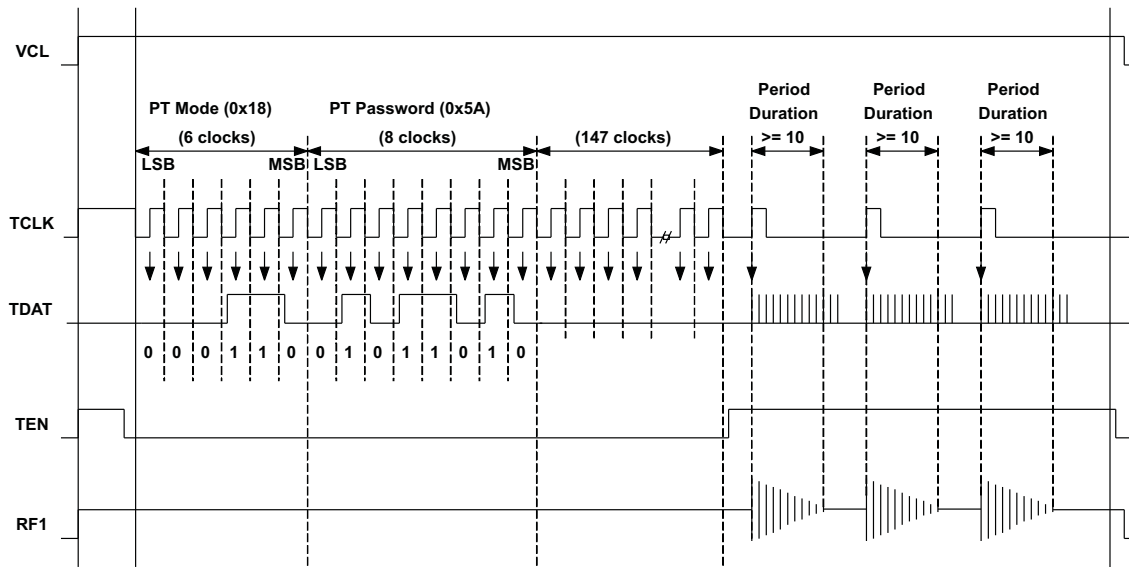 VCL
PT Mode (0x18)
(6 clocks)
PT Password (0x5A)
(8 clocks)
(147 clocks)
Period
Duration
>= 10
Period
Duration
>= 10
Period
Duration
>= 10
LSB
MSB
LSB
MSB
TCLK
TDAT
0 0 0 1 1 0 0 1 0 1 1 0 1 0
TEN
RF1